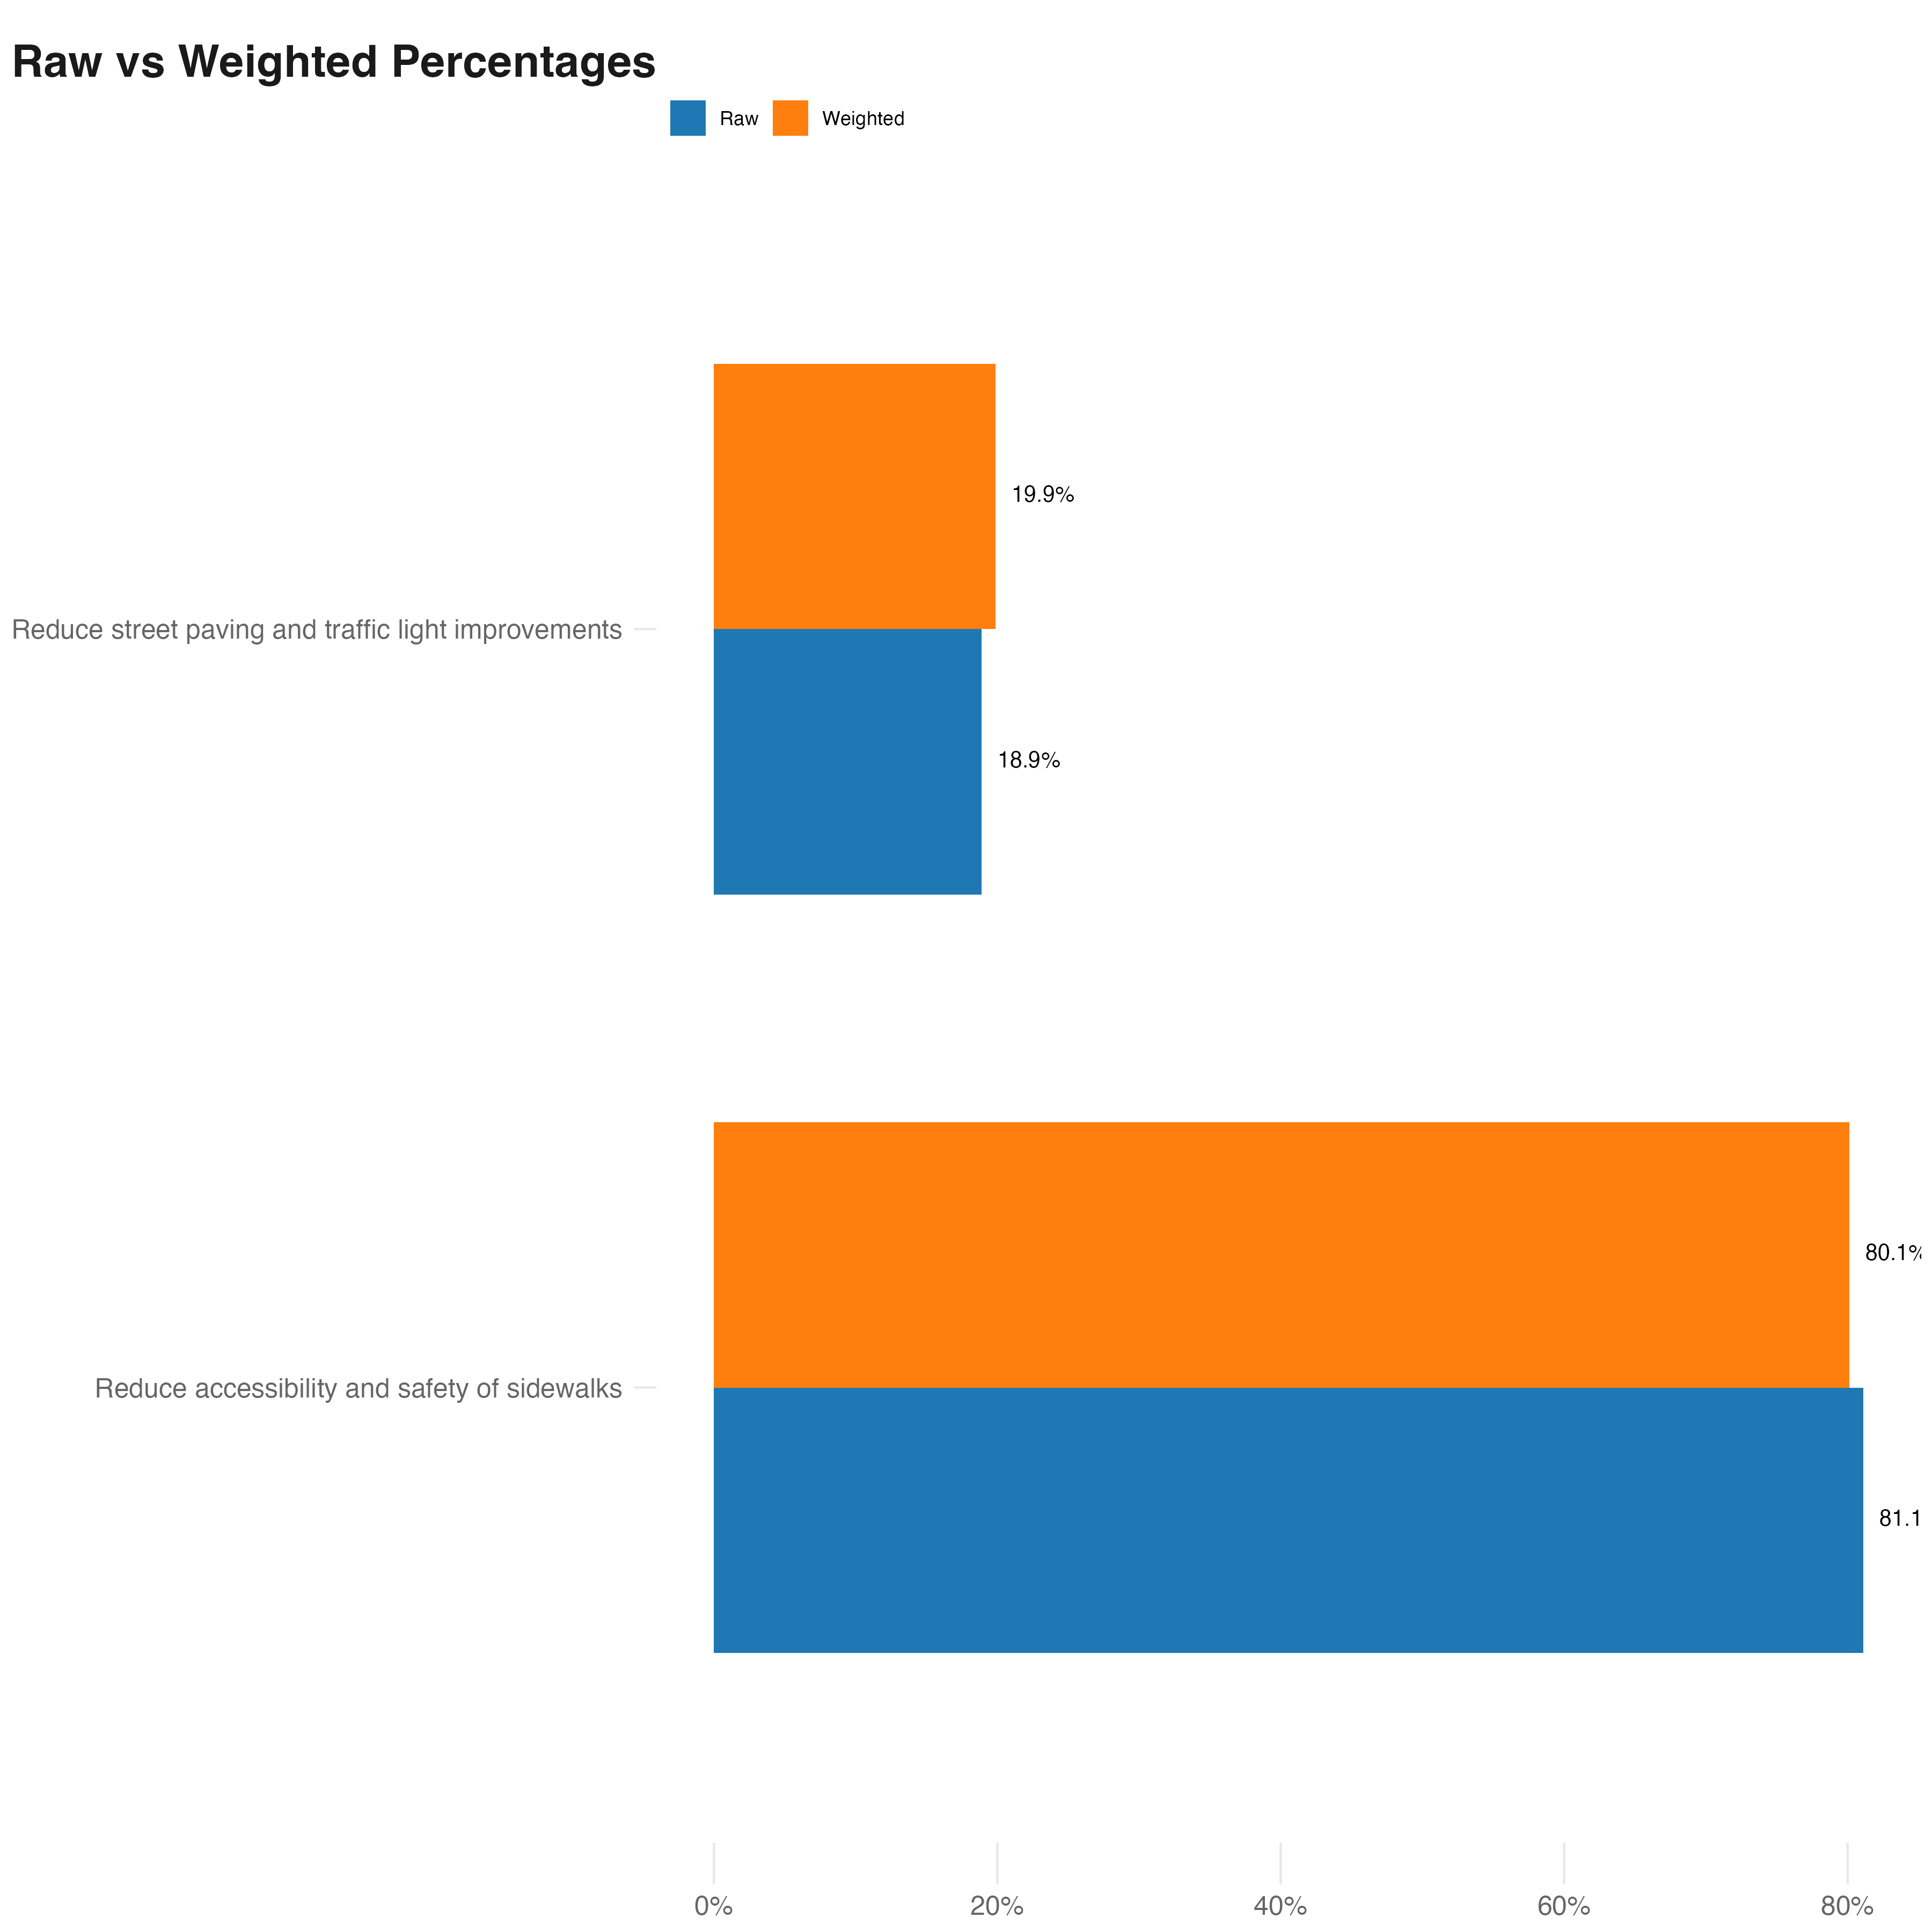 Raw vs Weighted Percentages
Raw Weighted
19.9%
Reduce street paving and traffic light improvements
18.9%
80.1%
Reduce accessibility and safety of sidewalks
81.1
0% 20% 40% 60% 80%